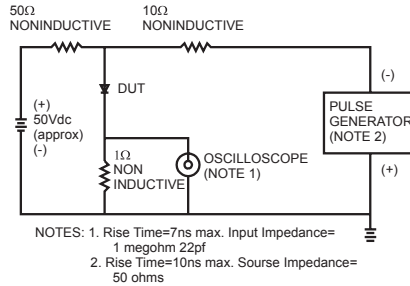 50Ω
NONINDUCTIVE
10Ω
NONINDUCTIVE
(+)
50Vdc
(approx)
(-)
DUT
1Ω
NON
INDUCTIVE
OSCILLOSCOPE
(NOTE 1)
(-)
PULSE
GENERATOR
(NOTE 2)
(+)
NOTES: 1. Rise Time=7ns max. Input Impedance=
1 megohm 22pf
2. Rise Time=10ns max. Sourse Impedance=
50 ohms